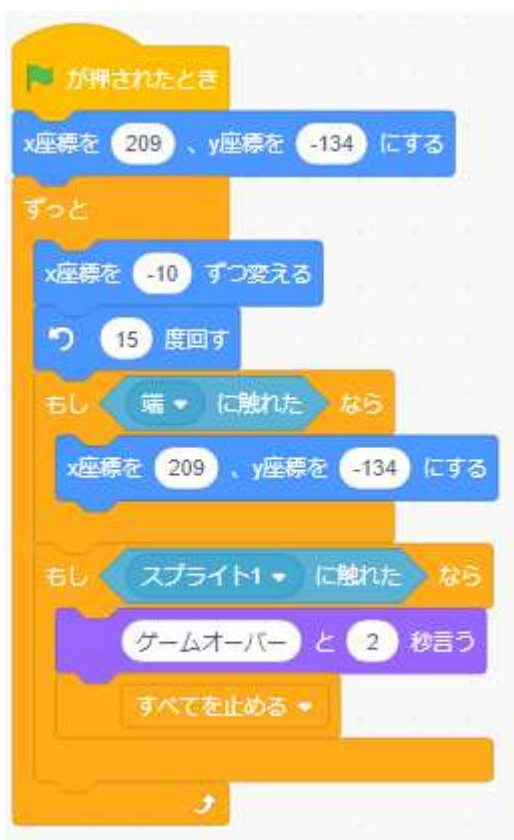 が押されたとき
x座標を 209 、y座標を -134 にする
ずっと
x座標を -10 ずつ変える
15 度回す
もし 端 に触れた なら
x座標を 209 、y座標を -134 にする
もし スプライト1 に触れた なら
ゲームオーバー と 2 秒言う
すべてを止める